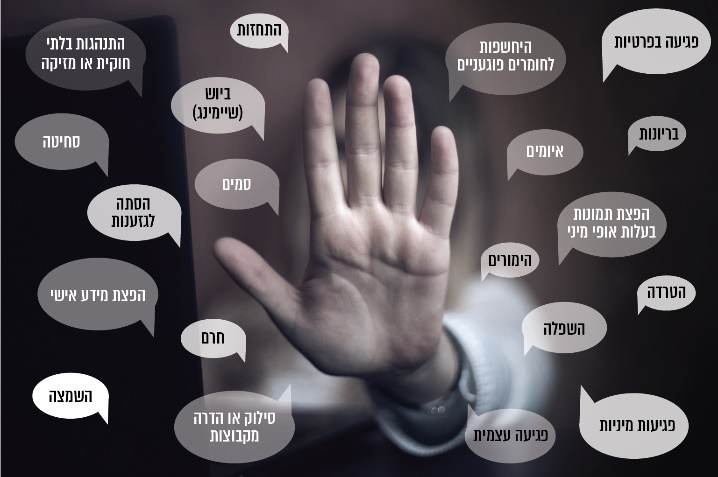 פגיעה בפרטיות
היחשפות
לחומרים פוגעניים
התחזות
התנהגות בלתי
חוקית או מזיקה
ביוש
(שיימינג)
בריונות
איומים
סחיטה
סמים
הסתה
לגזענות
הפצת תמונות
בעלות אופי מיני
הימורים
הטרדה
הפצת מידע אישי
השפלה
חרם
השמצה
סילוק או הדרה
מקבוצות
פגיעה עצמית
פגיעות מיניות